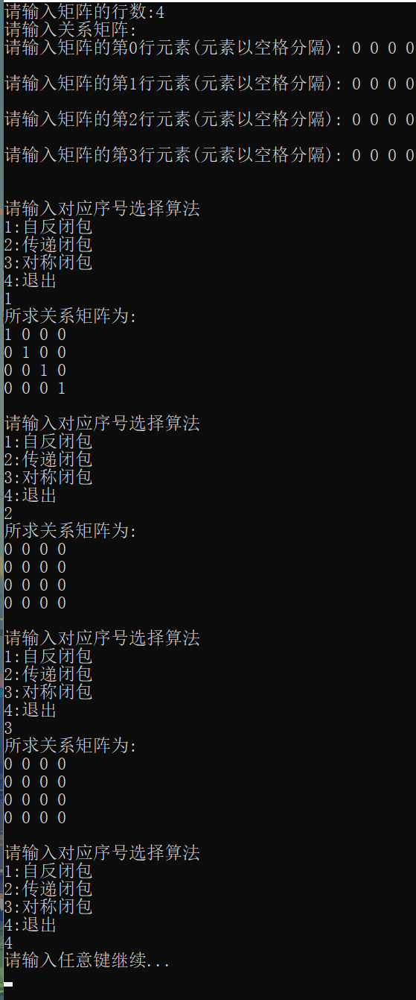 请输入矩阵的行数:4
请输入关系矩阵:
请输入矩阵的第0行元素(元素以空格分隔): 0 0 0 0
请输入矩阵的第1行元素(元素以空格分隔): 0 0 0 0
请输入矩阵的第2行元素(元素以空格分隔): 0 0 0 0
请输入矩阵的第3行元素(元素以空格分隔): 0 0 0 0
请输入对应序号选择算法
1:自反闭包
2:传递闭包
3:对称闭包
4:退出
1
所求关系矩阵为:
1 0 0 0
0 1 0 0
0 0 1 0
0 0 0 1
请输入对应序号选择算法
1:自反闭包
2:传递闭包
3:对称闭包
4:退出
2
所求关系矩阵为:
0 0 0 0
0 0 0 0
0 0 0 0
0 0 0 0
请输入对应序号选择算法
1:自反闭包
2:传递闭包
3:对称闭包
4:退出
3
所求关系矩阵为:
0 0 0 0
0 0 0 0
0 0 0 0
0 0 0 0
请输入对应序号选择算法
1:自反闭包
2:传递闭包
3:对称闭包
4:退出
4
请输入任意键继续...